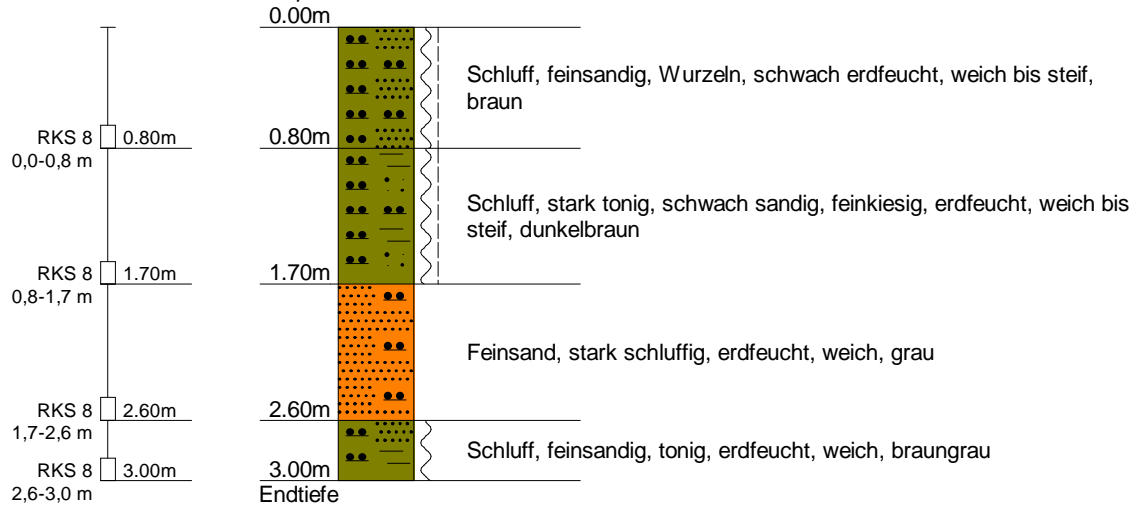 0.00m
Schluff, feinsandig, Wurzeln, schwach erdfeucht, weich bis steif,
braun
RKS 8 0.80m
0,0-0,8 m
0.80m
Schluff, stark tonig, schwach sandig, feinkiesig, erdfeucht, weich bis
steif, dunkelbraun
RKS 8 1.70m
0,8-1,7 m
1.70m
Feinsand, stark schluffig, erdfeucht, weich, grau
RKS 8 2.60m
1,7-2,6 m
2.60m
Schluff, feinsandig, tonig, erdfeucht, weich, braungrau
RKS 8 3.00m
2,6-3,0 m
3.00m
Endtiefe